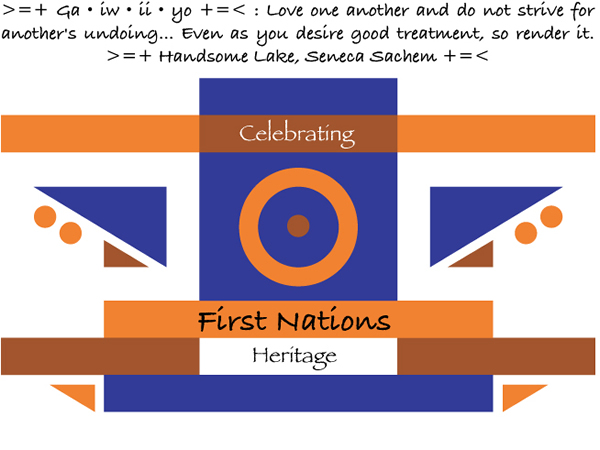 >=+ Ga • iw • ii • yo +=< : Love one another and do not strive for
another's undoing... Even as you desire good treatment, so render it.
>=+ Handsome Lake, Seneca Sachem +=<
Celebrating
First Nations
Heritage